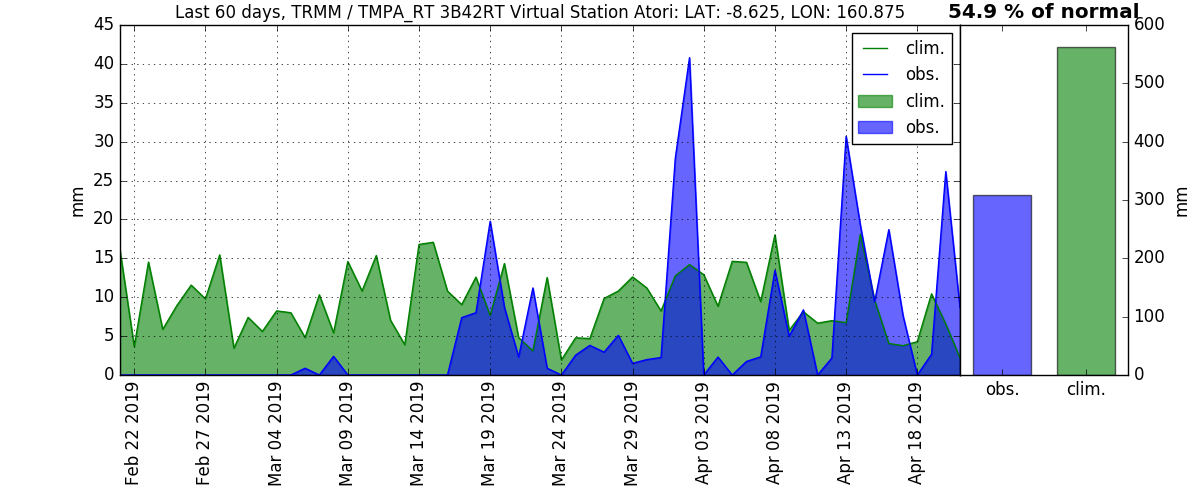 Last 60 days, TRMM / TMPA_RT 3B42RT Virtual Station Atori: LAT: -8.625, LON: 160.875
54.9 % of normal
45
40
35
30
25
20
15
10
5
0
mm
clim.
obs.
clim.
obs.
600
500
400
300
200
100
0
mm
Feb 22 2019
Feb 27 2019
Mar 04 2019
Mar 09 2019
Mar 14 2019
Mar 19 2019
Mar 24 2019
Mar 29 2019
Apr 03 2019
Apr 08 2019
Apr 13 2019
Apr 18 2019
obs.
clim.